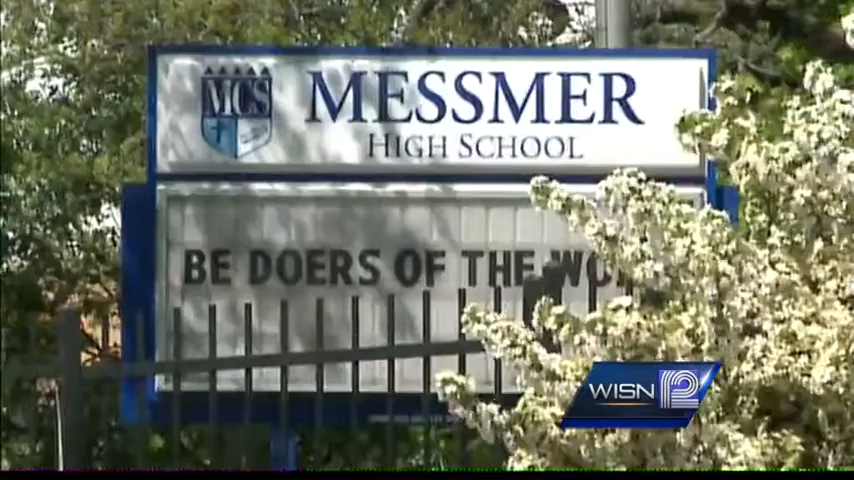 MCS
MESSMER
HIGH SCHOOL
BE DOERS OF THE
WISN 12